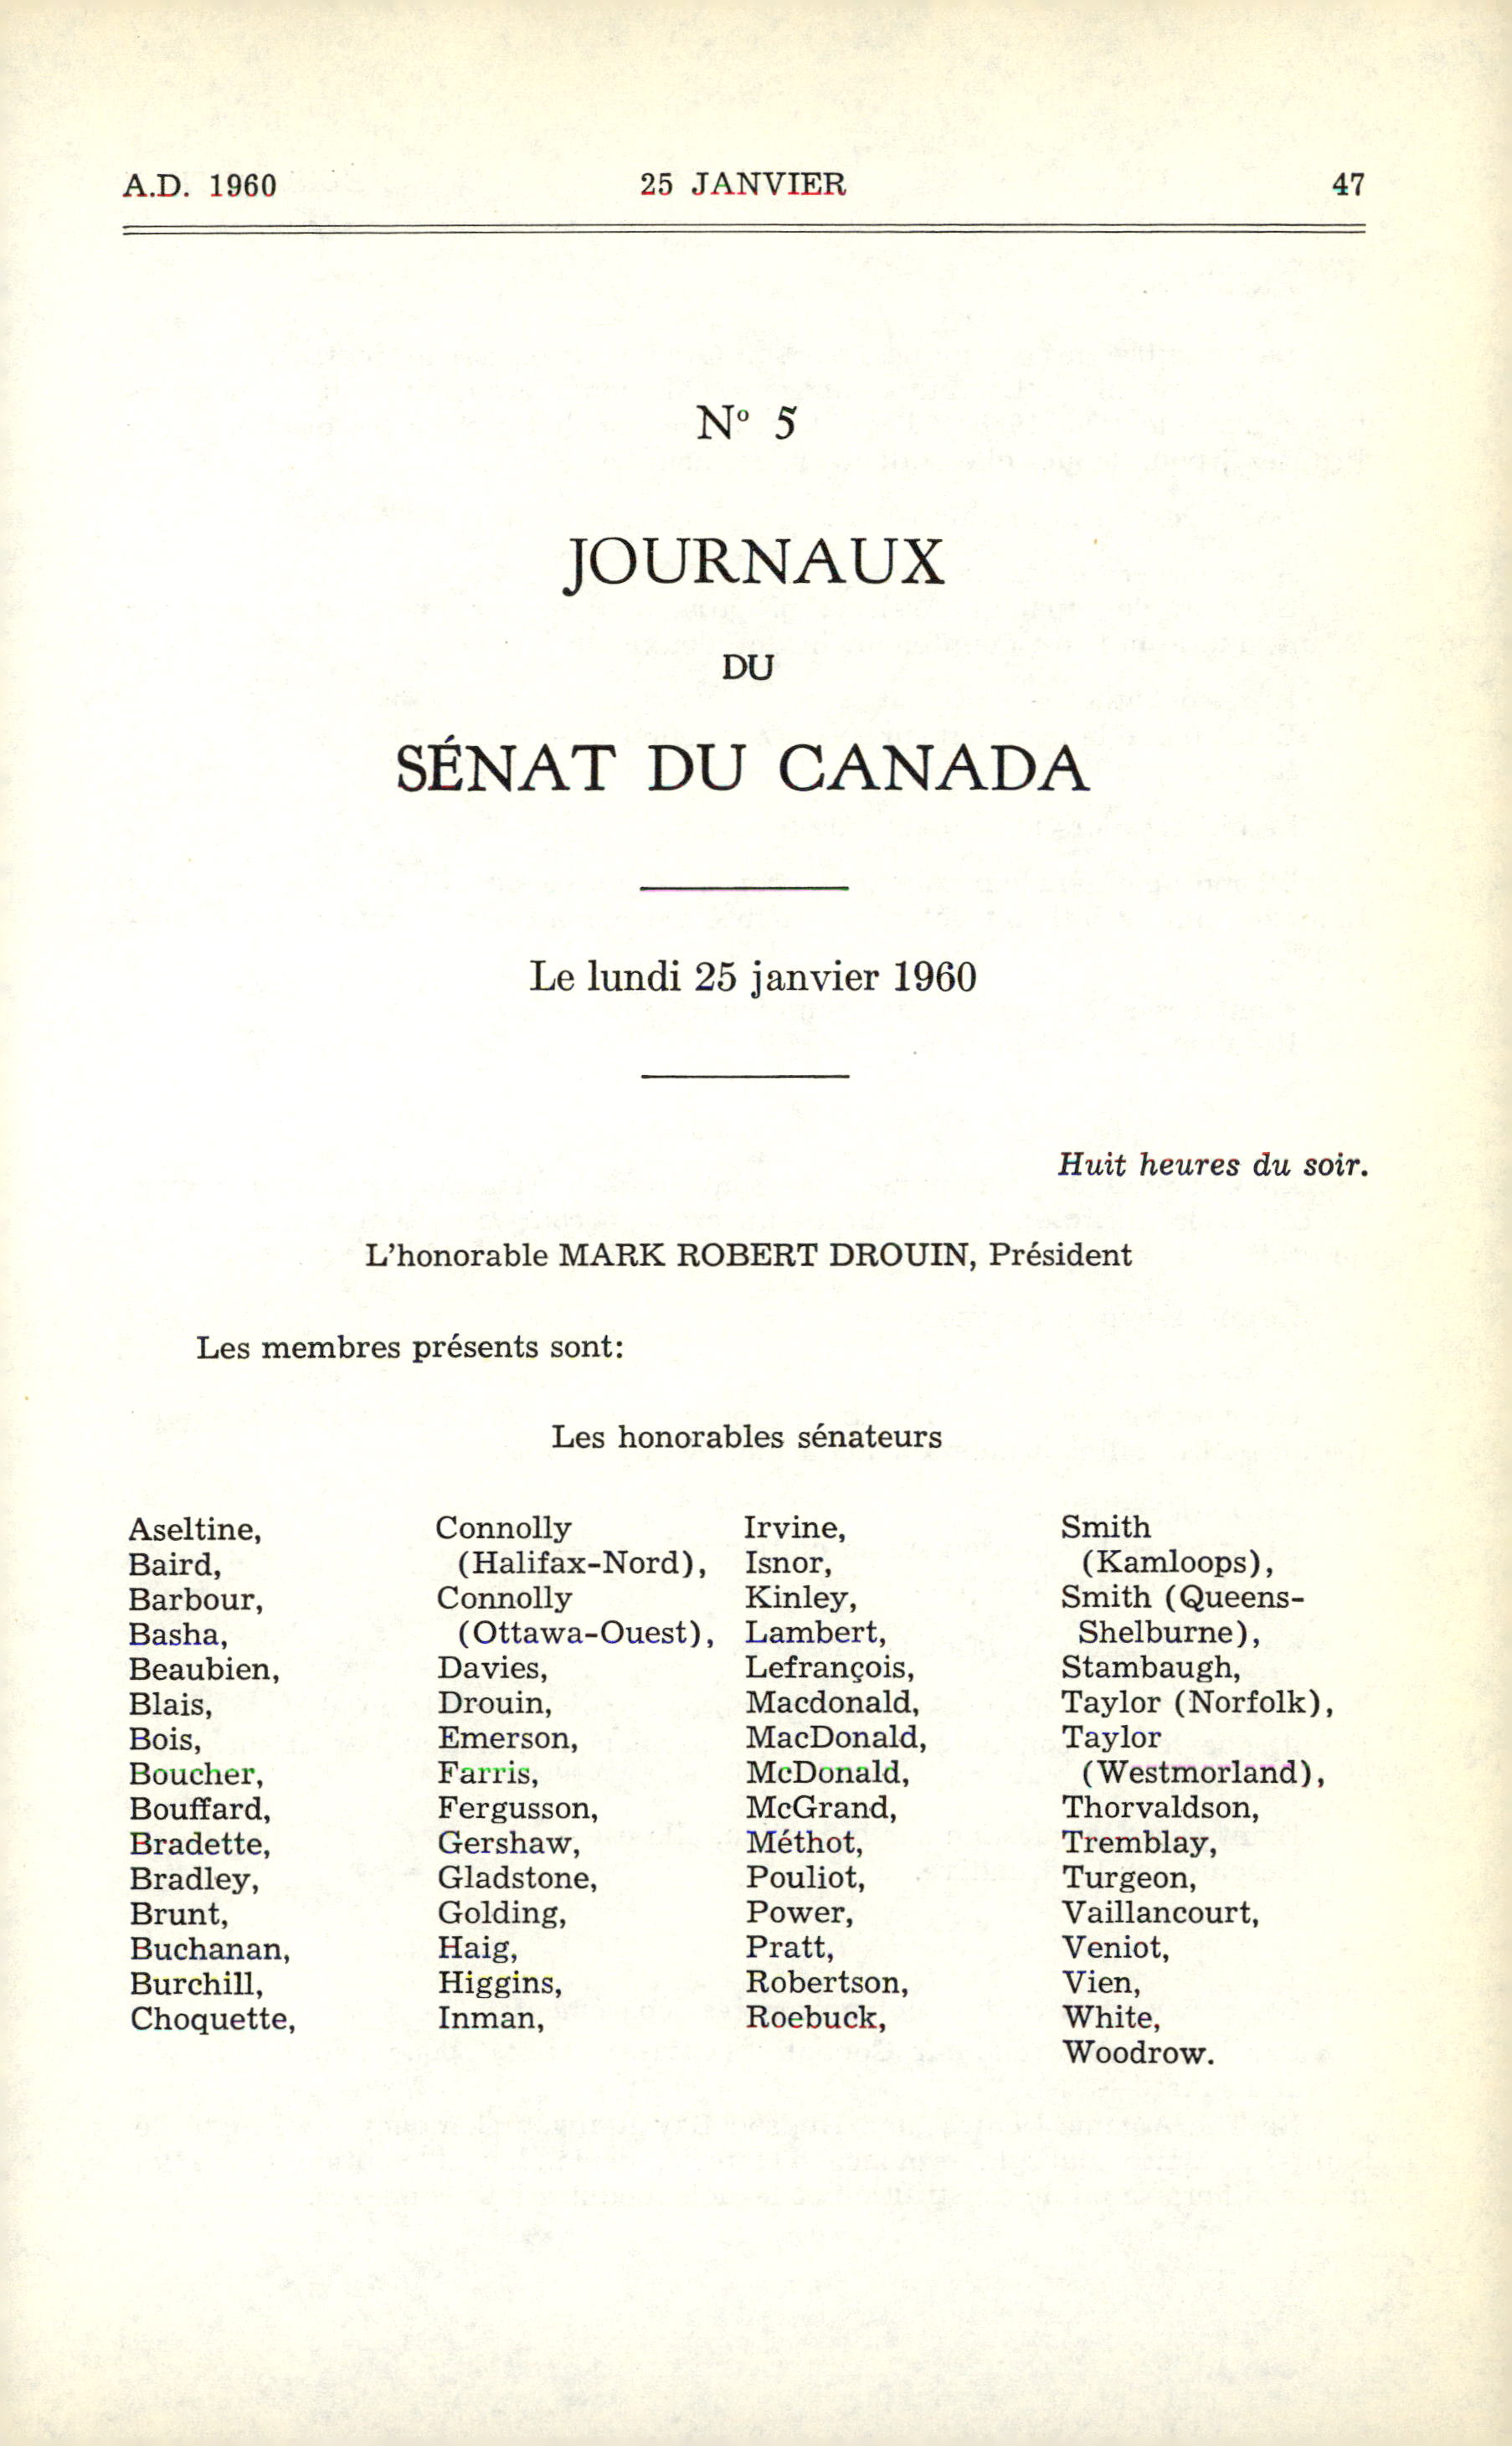 A.D. 1960 25 JANVIER 47
Nº 5
JOURNAUX
DU
SÉNAT DU CANADA
Le lundi 25 janvier 1960
Huit heures du soir.
L'honorable MARK ROBERT DROUIN, Président
Les membres présents sont:
Les honorables sénateurs
Aseltine,
Baird,
Barbour,
Basha,
Beaubien,
Blais,
Bois,
Boucher,
Bouffard,
Bradette,
Bradley,
Brunt,
Buchanan,
Burchill,
Choquette,
Connolly
(Halifax-Nord),
Connolly
(Ottawa-Ouest),
Davies,
Drouin,
Emerson,
Farris,
Fergusson,
Gershaw,
Gladstone,
Golding,
Haig,
Higgins,
Inman,
Irvine,
Isnor,
Kinley,
Lambert,
Lefrançois,
Macdonald,
MacDonald,
McDonald,
McGrand,
Méthot,
Pouliot,
Power,
Pratt,
Robertson,
Roebuck,
Smith
(Kamloops),
Smith (Queens-
Shelburne),
Stambaugh,
Taylor (Norfolk),
Taylor
(Westmorland),
Thorvaldson,
Tremblay,
Turgeon,
Vaillancourt,
Veniot,
Vien,
White,
Woodrow.